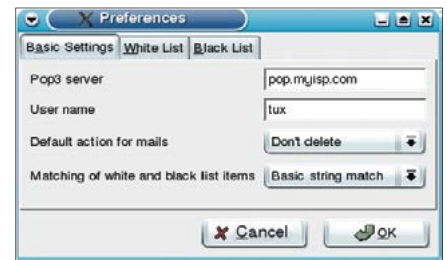 Preferences
Basic Settings White List Black List
Pop3 server pop.myisp.com
User name tux
Default action for mails Don't delete
Matching of white and black list items Basic string match
Cancel OK